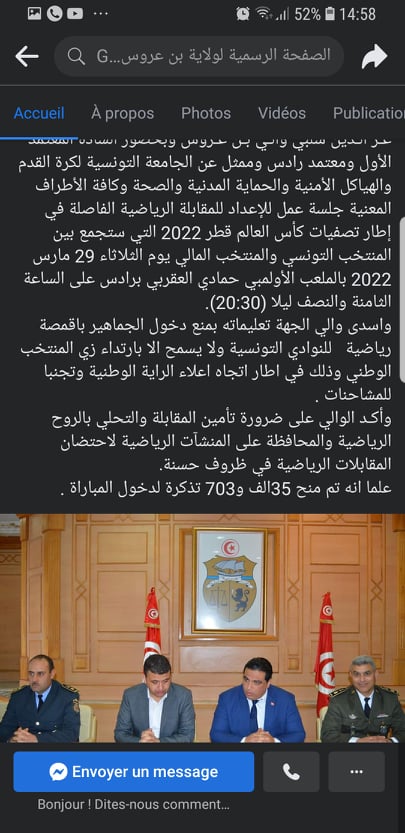 52% 14:58
الصفحة الرسمية لولاية بن عروس...G
Accueil À propos Photos Vidéos Publication
الأول ومعتمد رادس وممثل عن الجامعة التونسية لكرة القدم
والهياكل الأمنية والحماية المدنية والصحة وكافة الأطراف
المعنية جلسة عمل للإعداد للمقابلة الرياضية الفاصلة في
إطار تصفيات كأس العالم قطر 2022 التي ستجمع بين
المنتخب التونسي والمنتخب المالي يوم الثلاثاء 29 مارس
2022 بالملعب الأولمبي حمادي العقربي برادس على الساعة
الثامنة والنصف ليلا (20:30).
واسدى والي الجهة تعليماته بمنع دخول الجماهير باقمصة
رياضية للنوادي التونسية ولا يسمح الا بارتداء زي المنتخب
الوطني وذلك في اطار اتجاه اعلاء الراية الوطنية وتجنبا
للمشاحنات .
وأكد الوالي على ضرورة تأمين المقابلة والتحلي بالروح
الرياضية والمحافظة على المنشآت الرياضية لاحتضان
المقابلات الرياضية في ظروف حسنة.
علما انه تم منح 35الف و703 تذكرة لدخول المباراة .
Envoyer un message
Bonjour ! Dites-nous comment...